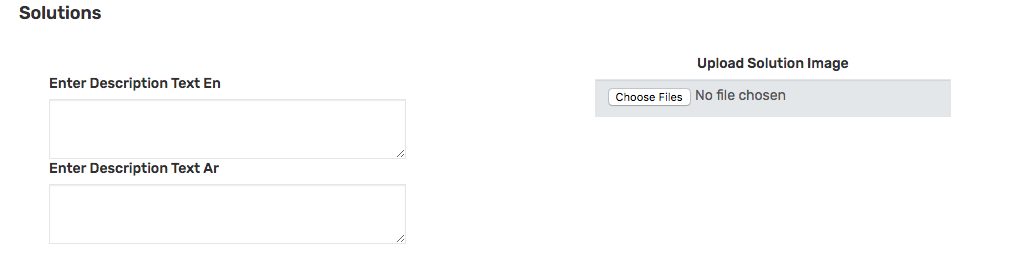 Solutions
Enter Description Text En
Enter Description Text Ar
Upload Solution Image
Choose Files No file chosen